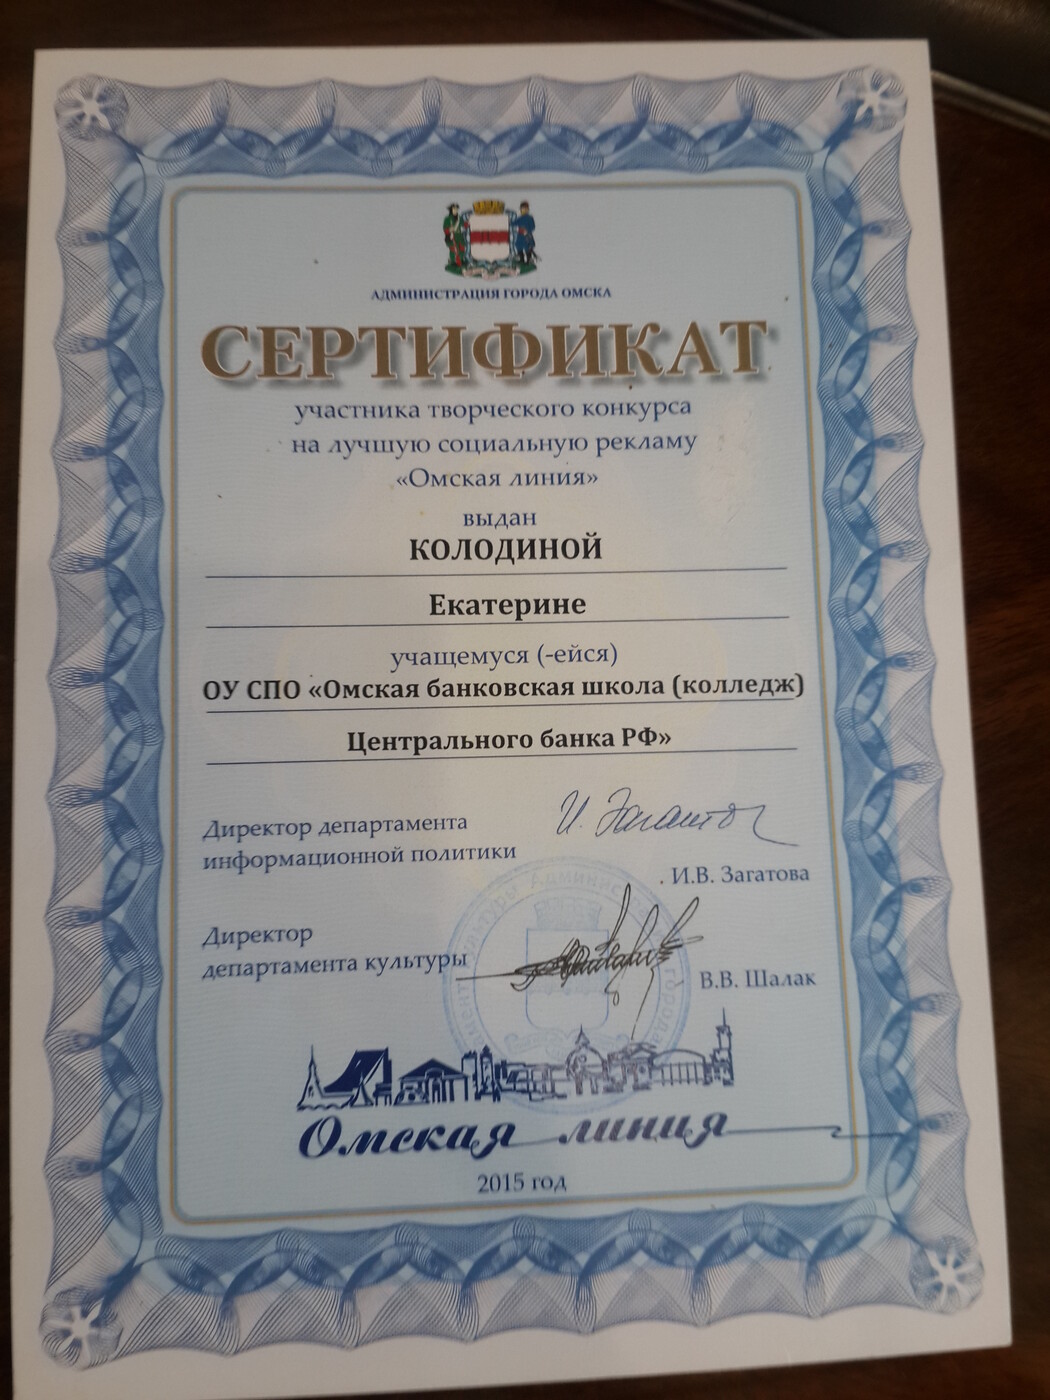 АДМИНИСТРАЦИЯ ГОРОДА ОМСКА
СЕРТИФИКАТ
участника творческого конкурса
на лучшую социальную рекламу
«Омская линия»
выдан
КОЛОДИНОЙ
Екатерине
учащемуся (-ейся)
ОУ СПО «Омская банковская школа (колледж)
Центрального банка РФ»
Директор департамента
информационной политики
. И.В. Загатова
Директор
департамента культуры
В.В. Шалак
Омская линия
2015 год